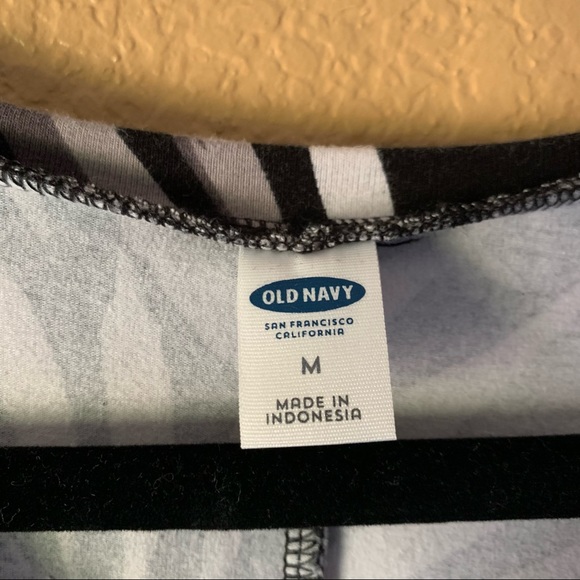 OLD NAVY
SAN FRANCISCO
CALIFORNIA
M
MADE IN
INDONESIA